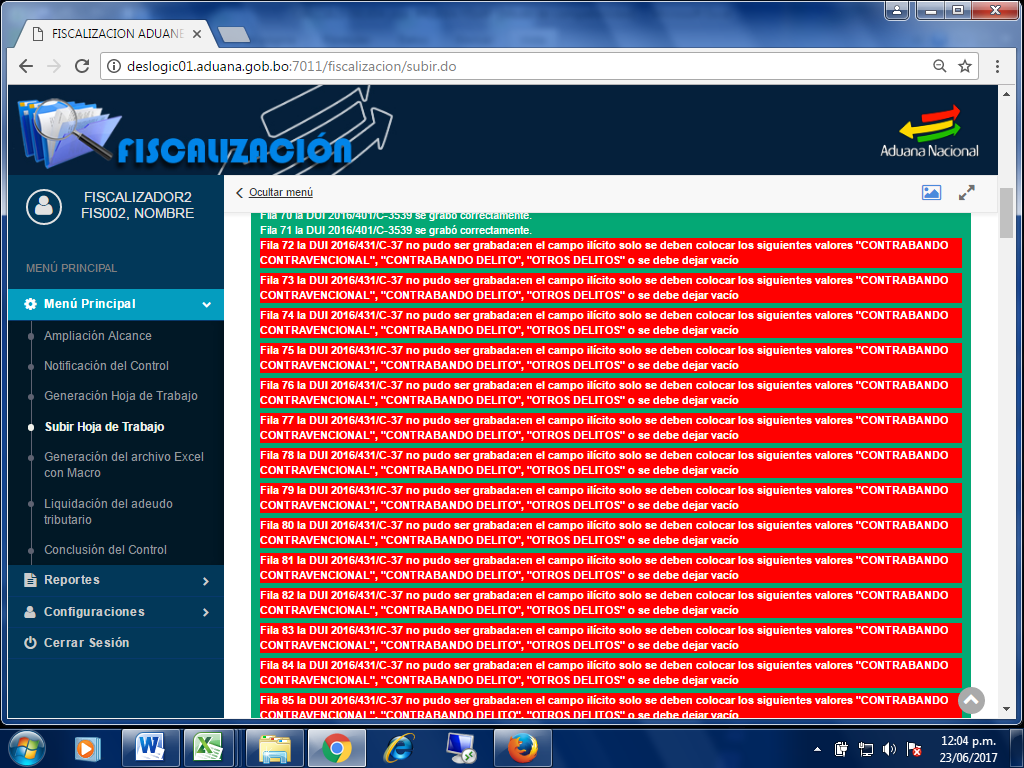 FISCALIZACION ADUANE
deslogic01.aduana.gob.bo:7011/fiscalizacion/subir.do
FISCALIZACIÓN
Aduana Nacional
FISCALIZADOR2
FIS002, NOMBRE
Ocultar menú
MENÚ PRINCIPAL
Menú Principal
Ampliación Alcance
Notificación del Control
Generación Hoja de Trabajo
Subir Hoja de Trabajo
Generación del archivo Excel
con Macro
Liquidación del adeudo
tributario
Conclusión del Control
Reportes
Configuraciones
Cerrar Sesión
Fila 70 la DUI 2016/401/C-3539 se grabó correctamente.
Fila 71 la DUI 2016/401/C-3539 se grabó correctamente.
Fila 72 la DUI 2016/431/C-37 no pudo ser grabada:en el campo ilícito solo se deben colocar los siguientes valores "CONTRABANDO
CONTRAVENCIONAL", "CONTRABANDO DELITO", "OTROS DELITOS" o se debe dejar vacío
Fila 73 la DUI 2016/431/C-37 no pudo ser grabada:en el campo ilícito solo se deben colocar los siguientes valores "CONTRABANDO
CONTRAVENCIONAL", "CONTRABANDO DELITO", "OTROS DELITOS" o se debe dejar vacío
Fila 74 la DUI 2016/431/C-37 no pudo ser grabada:en el campo ilícito solo se deben colocar los siguientes valores "CONTRABANDO
CONTRAVENCIONAL", "CONTRABANDO DELITO", "OTROS DELITOS" o se debe dejar vacío
Fila 75 la DUI 2016/431/C-37 no pudo ser grabada:en el campo ilícito solo se deben colocar los siguientes valores "CONTRABANDO
CONTRAVENCIONAL", "CONTRABANDO DELITO", "OTROS DELITOS" o se debe dejar vacío
Fila 76 la DUI 2016/431/C-37 no pudo ser grabada:en el campo ilícito solo se deben colocar los siguientes valores "CONTRABANDO
CONTRAVENCIONAL", "CONTRABANDO DELITO", "OTROS DELITOS" o se debe dejar vacío
Fila 77 la DUI 2016/431/C-37 no pudo ser grabada:en el campo ilícito solo se deben colocar los siguientes valores "CONTRABANDO
CONTRAVENCIONAL", "CONTRABANDO DELITO", "OTROS DELITOS" o se debe dejar vacío
Fila 78 la DUI 2016/431/C-37 no pudo ser grabada:en el campo ilícito solo se deben colocar los siguientes valores "CONTRABANDO
CONTRAVENCIONAL", "CONTRABANDO DELITO", "OTROS DELITOS" o se debe dejar vacío
Fila 79 la DUI 2016/431/C-37 no pudo ser grabada:en el campo ilícito solo se deben colocar los siguientes valores "CONTRABANDO
CONTRAVENCIONAL", "CONTRABANDO DELITO", "OTROS DELITOS" o se debe dejar vacío
Fila 80 la DUI 2016/431/C-37 no pudo ser grabada:en el campo ilícito solo se deben colocar los siguientes valores "CONTRABANDO
CONTRAVENCIONAL", "CONTRABANDO DELITO", "OTROS DELITOS" o se debe dejar vacío
Fila 81 la DUI 2016/431/C-37 no pudo ser grabada:en el campo ilícito solo se deben colocar los siguientes valores "CONTRABANDO
CONTRAVENCIONAL", "CONTRABANDO DELITO", "OTROS DELITOS" o se debe dejar vacío
Fila 82 la DUI 2016/431/C-37 no pudo ser grabada:en el campo ilícito solo se deben colocar los siguientes valores "CONTRABANDO
CONTRAVENCIONAL", "CONTRABANDO DELITO", "OTROS DELITOS" o se debe dejar vacío
Fila 83 la DUI 2016/431/C-37 no pudo ser grabada:en el campo ilícito solo se deben colocar los siguientes valores "CONTRABANDO
CONTRAVENCIONAL", "CONTRABANDO DELITO", "OTROS DELITOS" o se debe dejar vacío
Fila 84 la DUI 2016/431/C-37 no pudo ser grabada:en el campo ilícito solo se deben colocar los siguientes valores "CONTRABANDO
CONTRAVENCIONAL", "CONTRABANDO DELITO", "OTROS DELITOS" o se debe dejar vacío
Fila 85 la DUI 2016/431/C-37 no pudo ser grabada:en el campo ilícito solo se deben colocar los siguientes valores "CONTRABANDO
CONTRAVENCIONAL", "CONTRABANDO DELITO", "OTROS DELITOS" o se debe dejar vacío
12:04 p.m.
23/06/2017